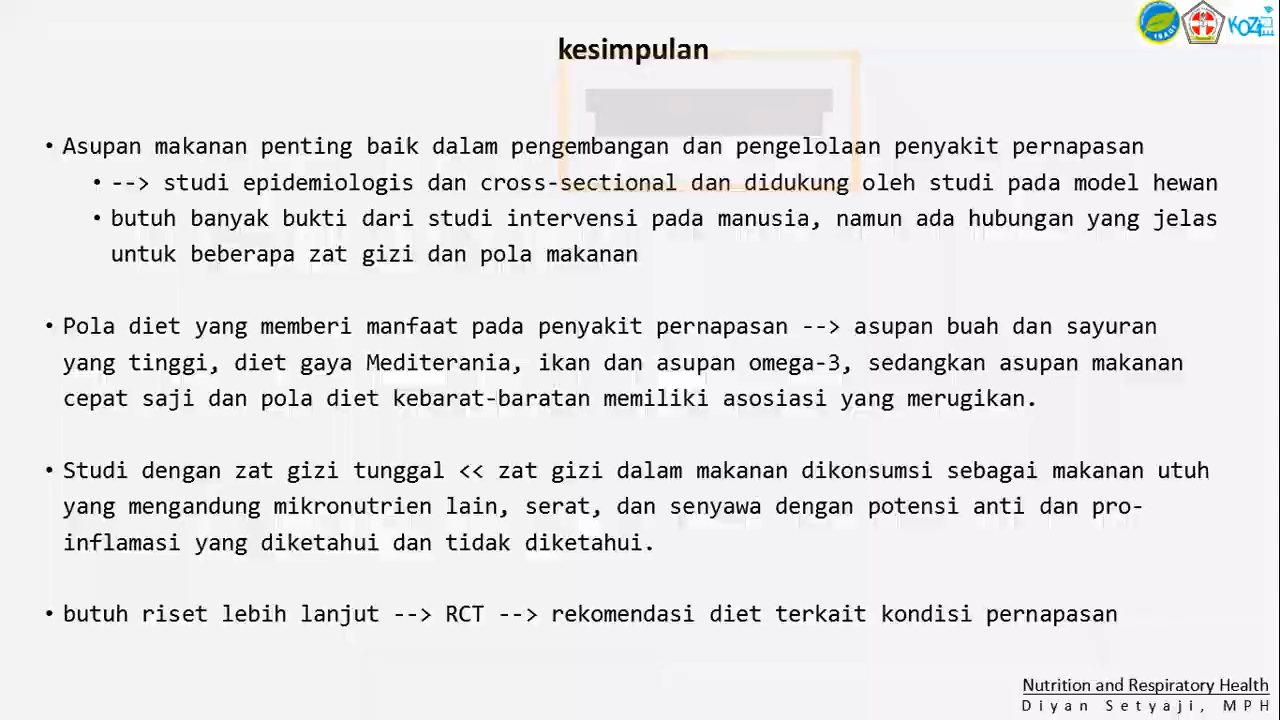 KOZI
kesimpulan
• Asupan makanan penting baik dalam pengembangan dan pengelolaan penyakit pernapasan
• --> studi epidemiologis dan cross-sectional dan didukung oleh studi pada model hewan
• butuh banyak bukti dari studi intervensi pada manusia, namun ada hubungan yang jelas
untuk beberapa zat gizi dan pola makanan
• Pola diet yang memberi manfaat pada penyakit pernapasan --> asupan buah dan sayuran
yang tinggi, diet gaya Mediterania, ikan dan asupan omega-3, sedangkan asupan makanan
cepat saji dan pola diet kebarat-baratan memiliki asosiasi yang merugikan.
• Studi dengan zat gizi tunggal << zat gizi dalam makanan dikonsumsi sebagai makanan utuh
yang mengandung mikronutrien lain, serat, dan senyawa dengan potensi anti dan pro-
inflamasi yang diketahui dan tidak diketahui.
• butuh riset lebih lanjut --> RCT --> rekomendasi diet terkait kondisi pernapasan
Nutrition and Respiratory Health
Diyan Setyaji, MPH